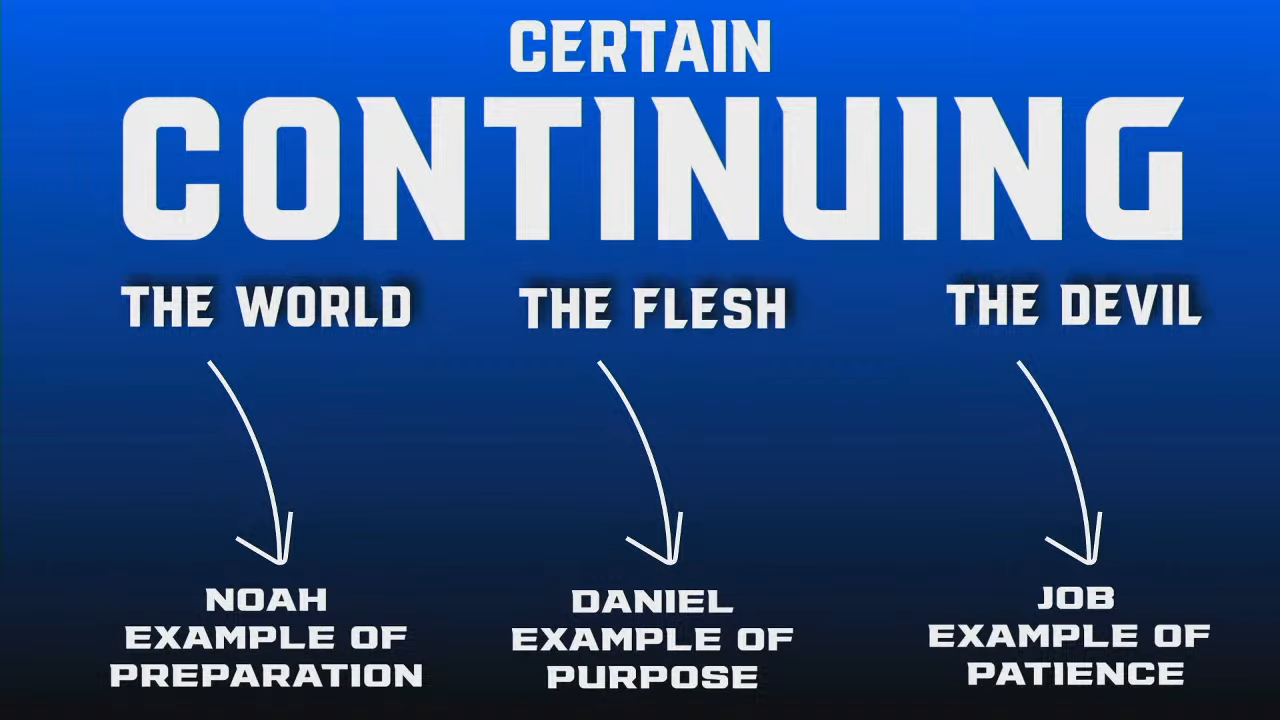 CERTAIN
CONTINUING
THE WORLD
THE FLESH
THE DEVIL
NOAH
EXAMPLE OF
PREPARATION
DANIEL
EXAMPLE OF
PURPOSE
JOB
EXAMPLE OF
PATIENCE